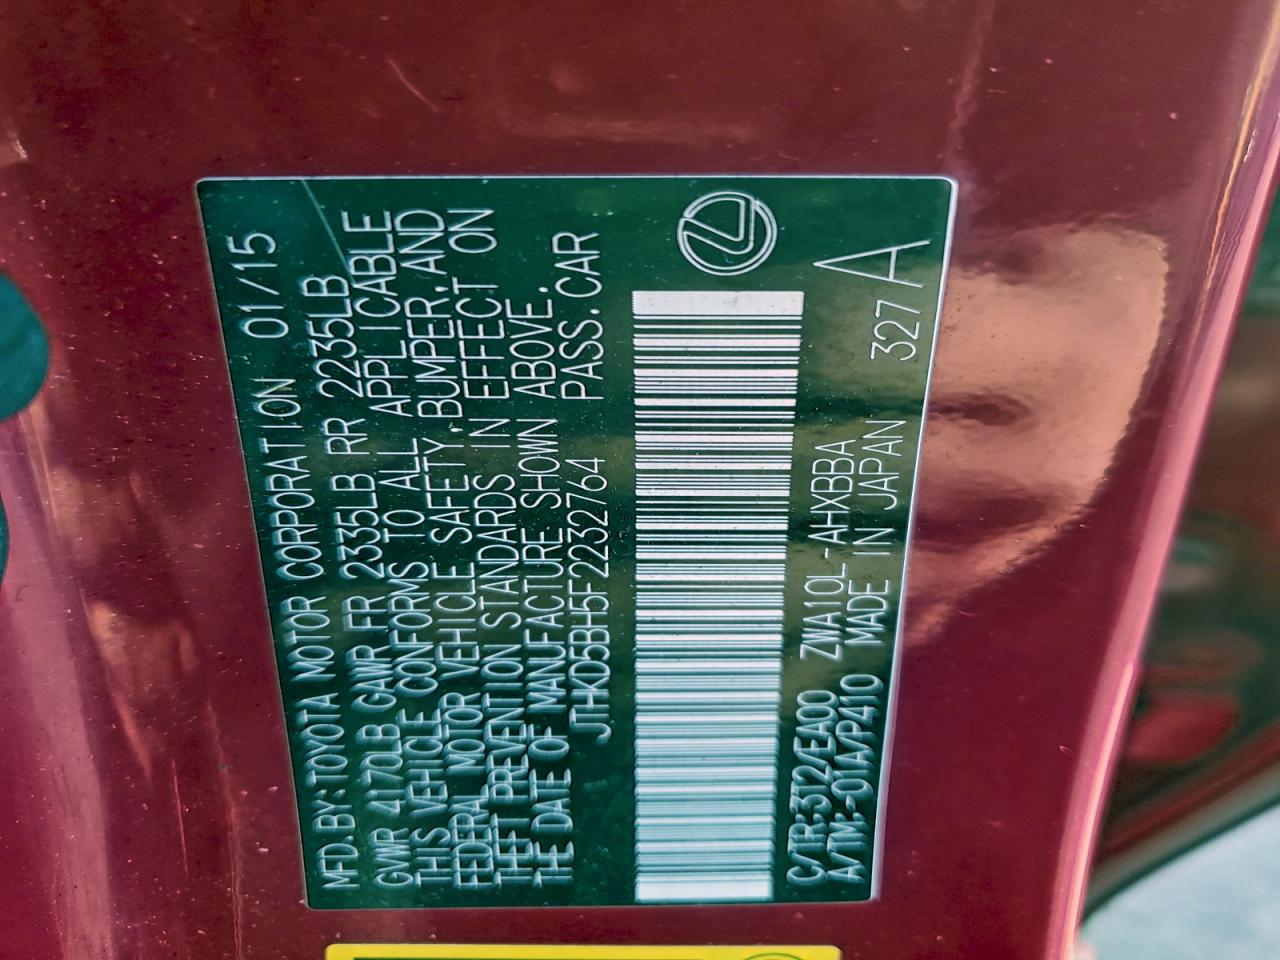 MFD.BY:TOYOTA MOTOR CORPORATION 01/15
GVWR 4170LB GAWR FR 2335LB RR 2235LB
THIS VEHICLE CONFORMS TO ALL APPLICABLE
FEDERAL MOTOR VEHICLE SAFETY,BUMPER,AND
THEFT PREVENTION STANDARDS IN EFFECT ON
THE DATE OF MANUFACTURE SHOWN ABOVE.
JTHKD5BH5F2232764 PASS.CAR
C/TR:3T2/EA00 ZWA10L-AHXBBA
A/TM:-01A/P410 MADE IN JAPAN 327 A